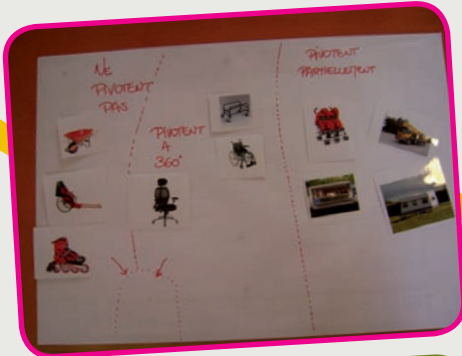 NE
PIVOTENT
PAS
PIVOTENT
A
360°
PIVOTENT
PARTIELLEMENT